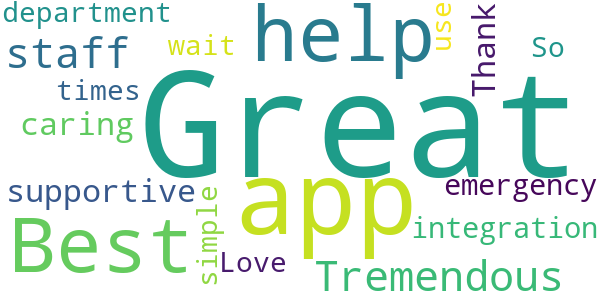 department
help
use
Thank
staff
wait
So
times
Great
caring
supportive
app
emergency
Best
simple
integration
Love
Tremendous